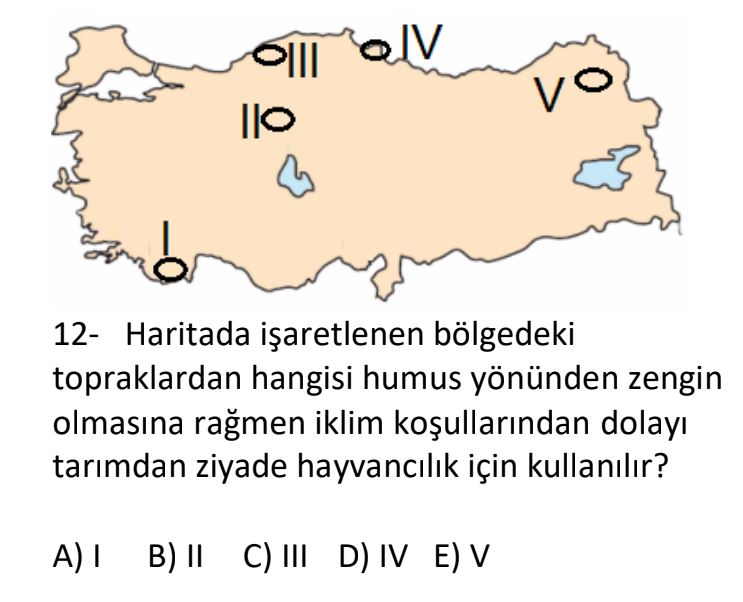 III
IV
II
V
I
12- Haritada işaretlenen bölgedeki
topraklardan hangisi humus yönünden zengin
olmasına rağmen iklim koşullarından dolayı
tarımdan ziyade hayvancılık için kullanılır?
A) I B) II C) III D) IV E) V